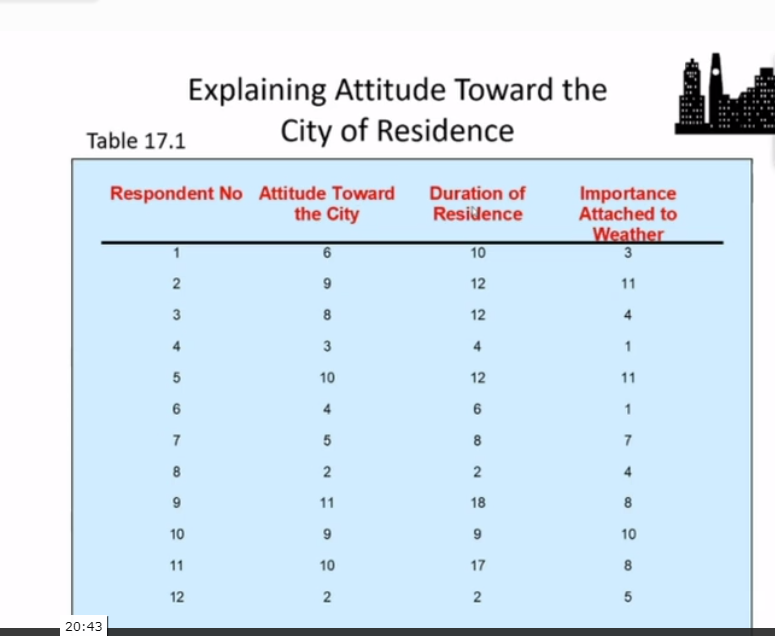 Explaining Attitude Toward the
City of Residence
Table 17.1
Respondent No Attitude Toward the City Duration of Residence Importance Attached to Weather
1 6 10 3
2 9 12 11
3 8 12 4
4 3 4 1
5 10 12 11
6 4 6 1
7 5 8 7
8 2 2 4
9 11 18 8
10 9 9 10
11 10 17 8
12 2 2 5
20:43